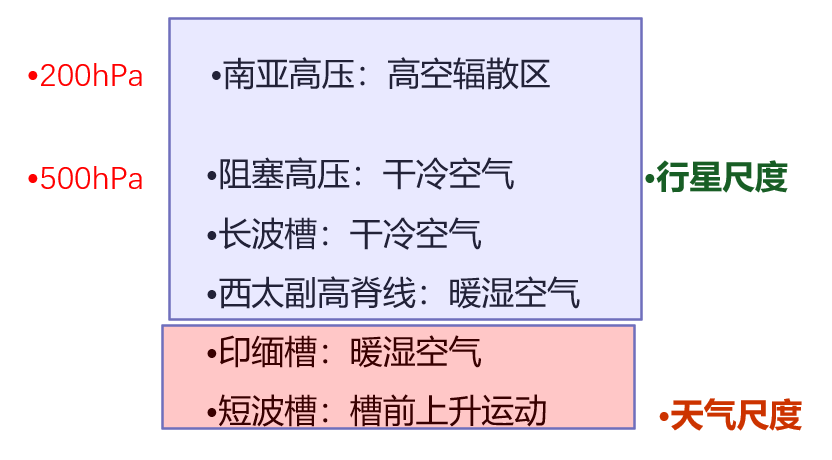 •200hPa •南亚高压：高空辐散区
•500hPa •阻塞高压：干冷空气 •行星尺度
•长波槽：干冷空气
•西太副高脊线：暖湿空气
•印缅槽：暖湿空气
•短波槽：槽前上升运动 •天气尺度